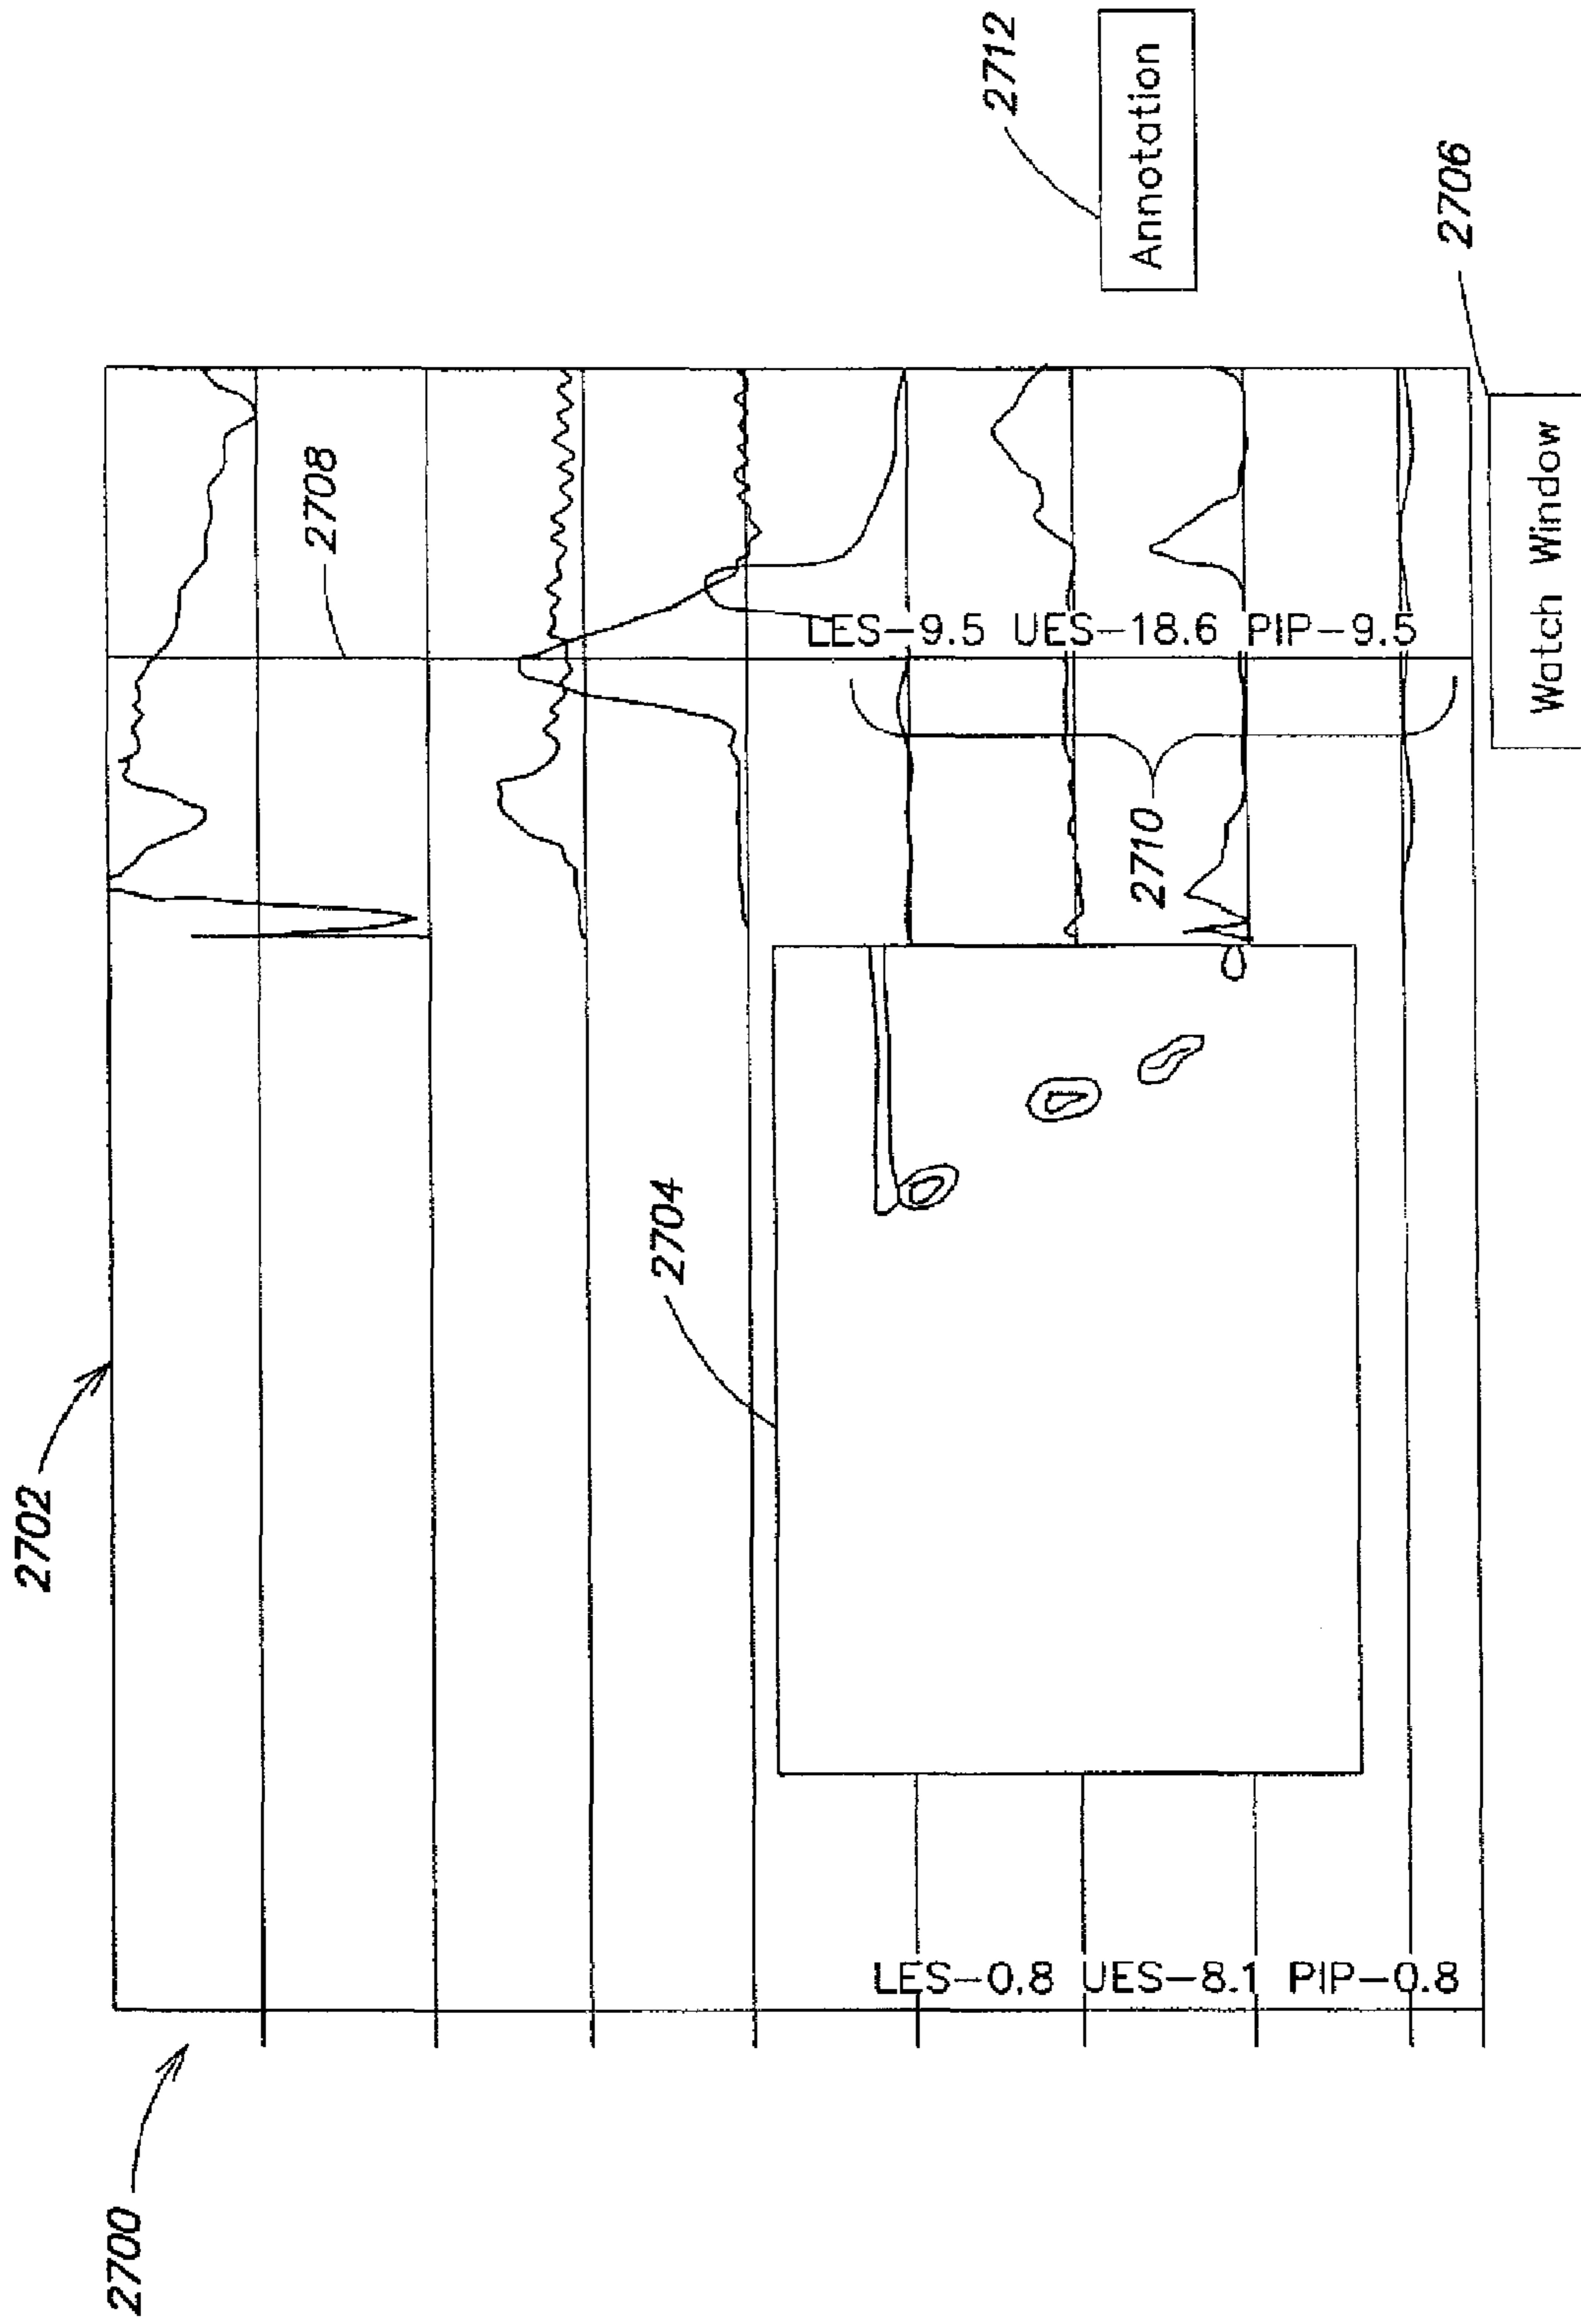 2700
2702
2704
2708
2710
2712
2706
LES-0.8 UES-8.1 PIP-0.8
LES-9.5 UES-18.6 PIP-9.5
Annotation
Watch Window